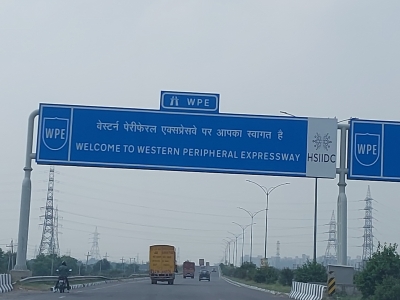 WPE
WPE
वेस्टर्न पेरीफेरल एक्सप्रेसवे पर आपका स्वागत है
WELCOME TO WESTERN PERIPHERAL EXPRESSWAY
HSIIDC
WPE